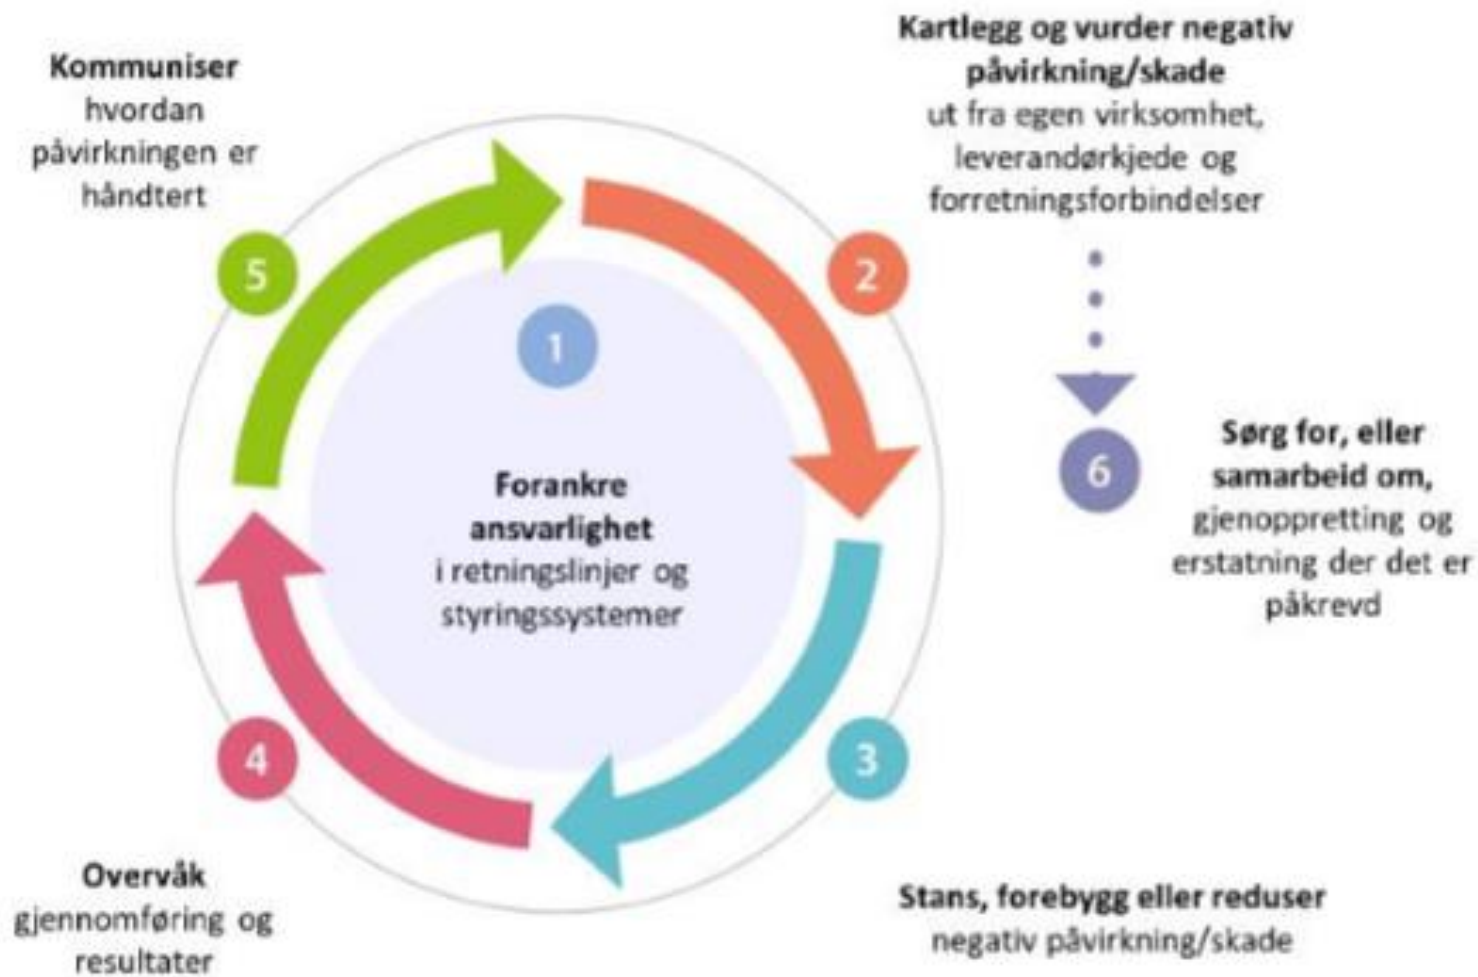 Kommuniser
hvordan
påvirkningen er
håndtert
5
Kartlegg og vurder negativ
påvirkning/skade
ut fra egen virksomhet,
leverandørkjede og
forretningsforbindelser
2
1
Forankre
ansvarlighet
i retningslinjer og
styringssystemer
6
Sørg for, eller
samarbeid om,
gjenoppretting og
erstatning der det er
påkrevd
4
Overvåk
gjennomføring og
resultater
3
Stans, forebygg eller reduser
negativ påvirkning/skade